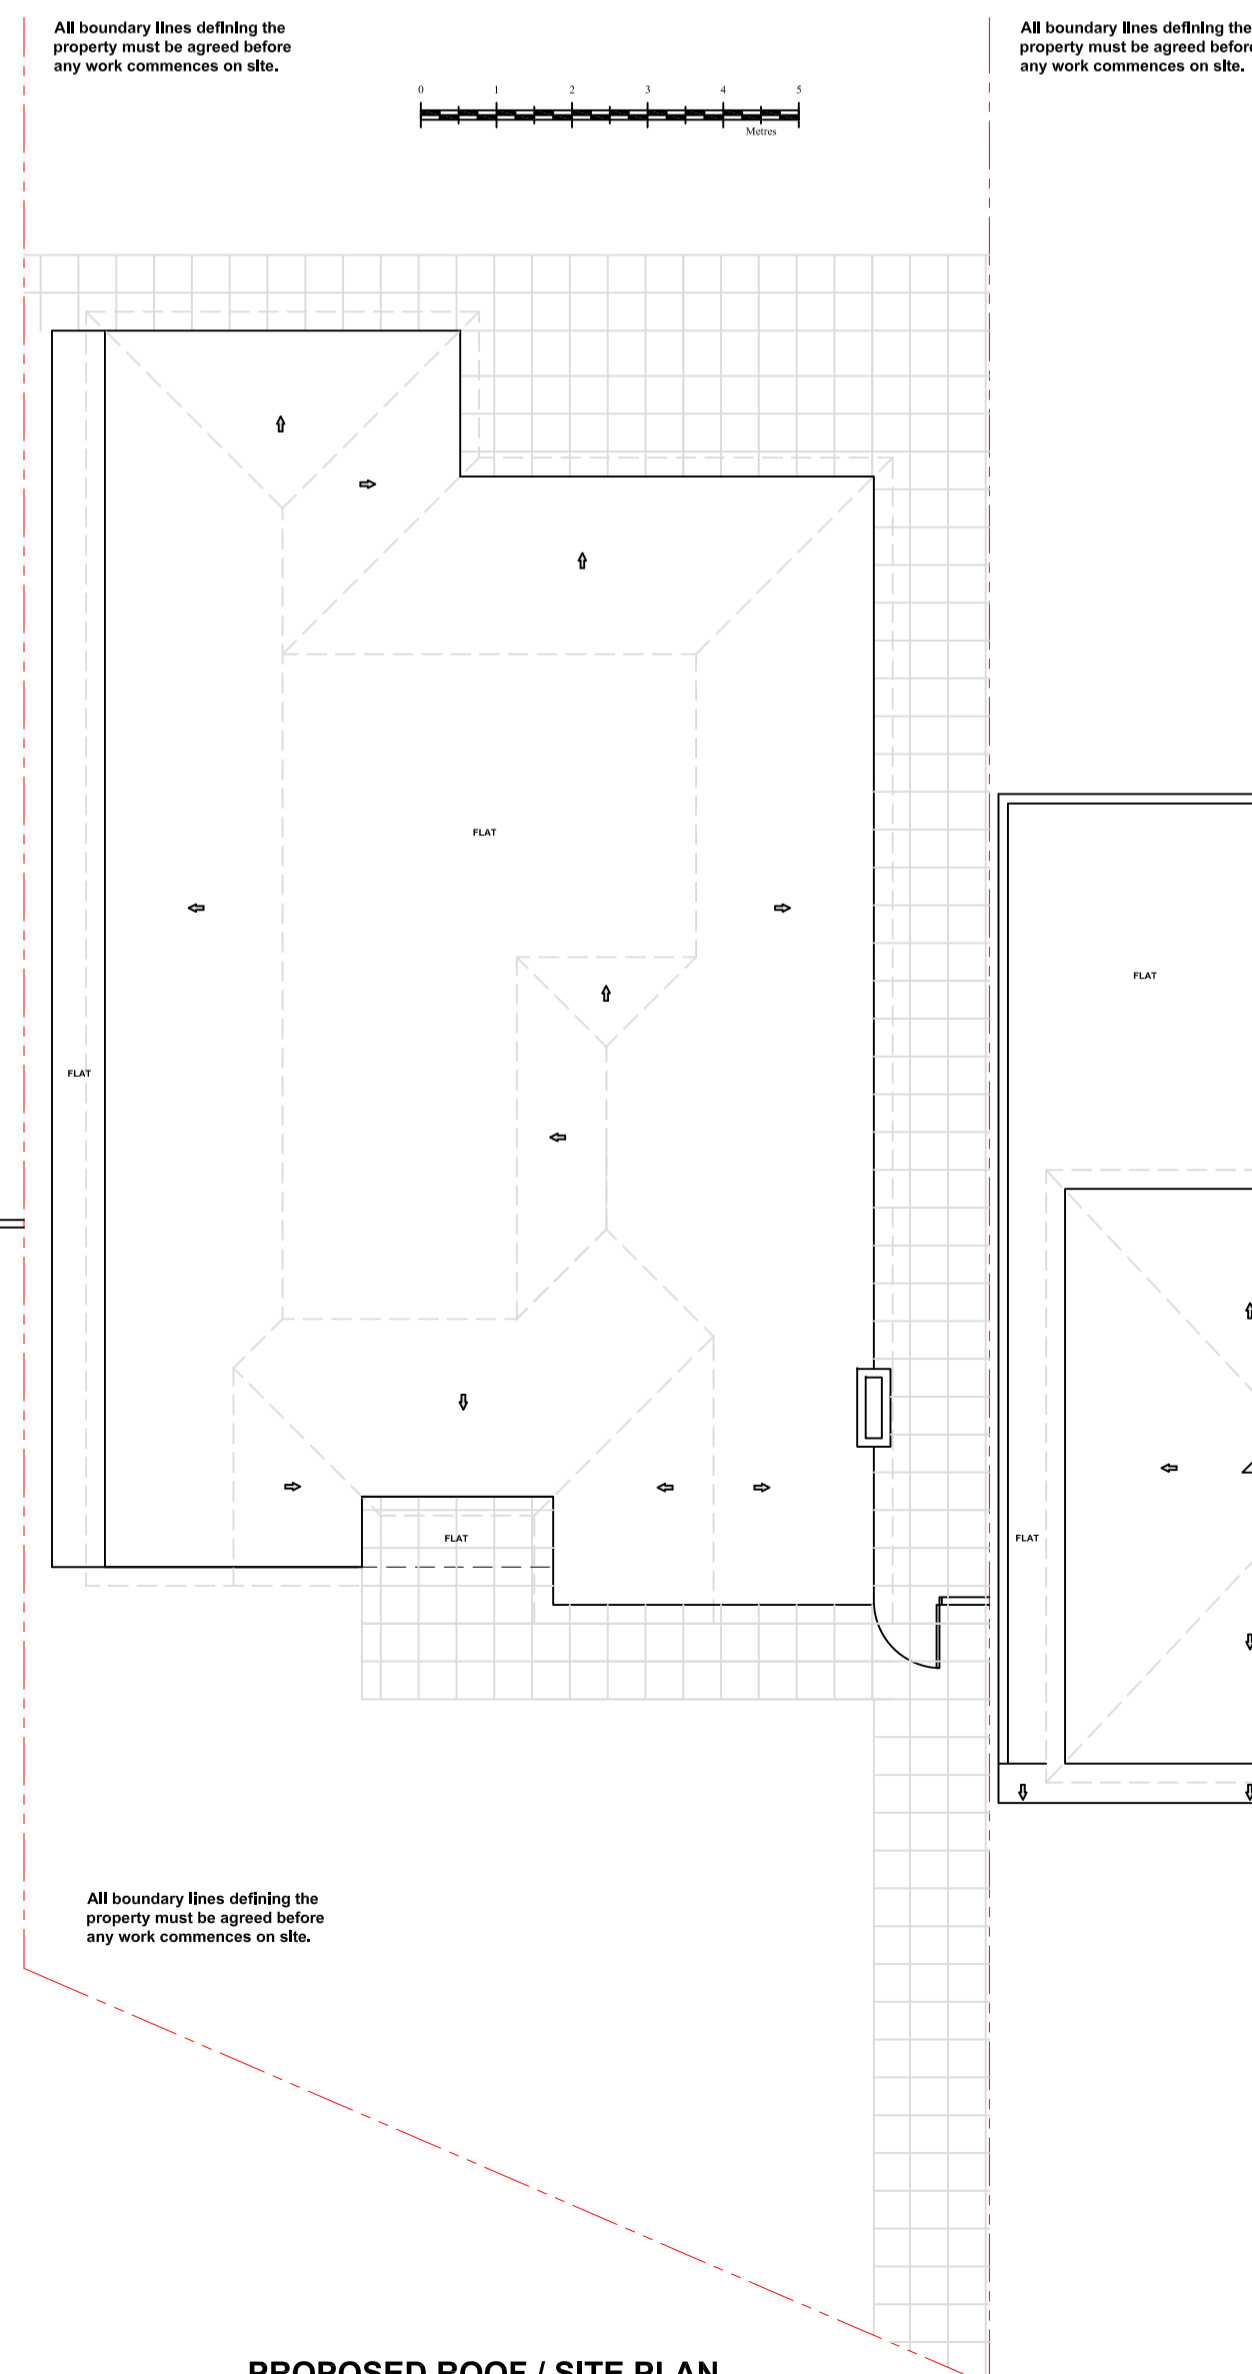 All boundary lines defining the
property must be agreed before
any work commences on site.
All boundary lines defining the
property must be agreed before
any work commences on site.
0 1 2 3 4 5
Metres
FLAT
FLAT
FLAT
FLAT
FLAT
All boundary lines defining the
property must be agreed before
any work commences on site.
PROPOSED ROOF / SITE PLAN